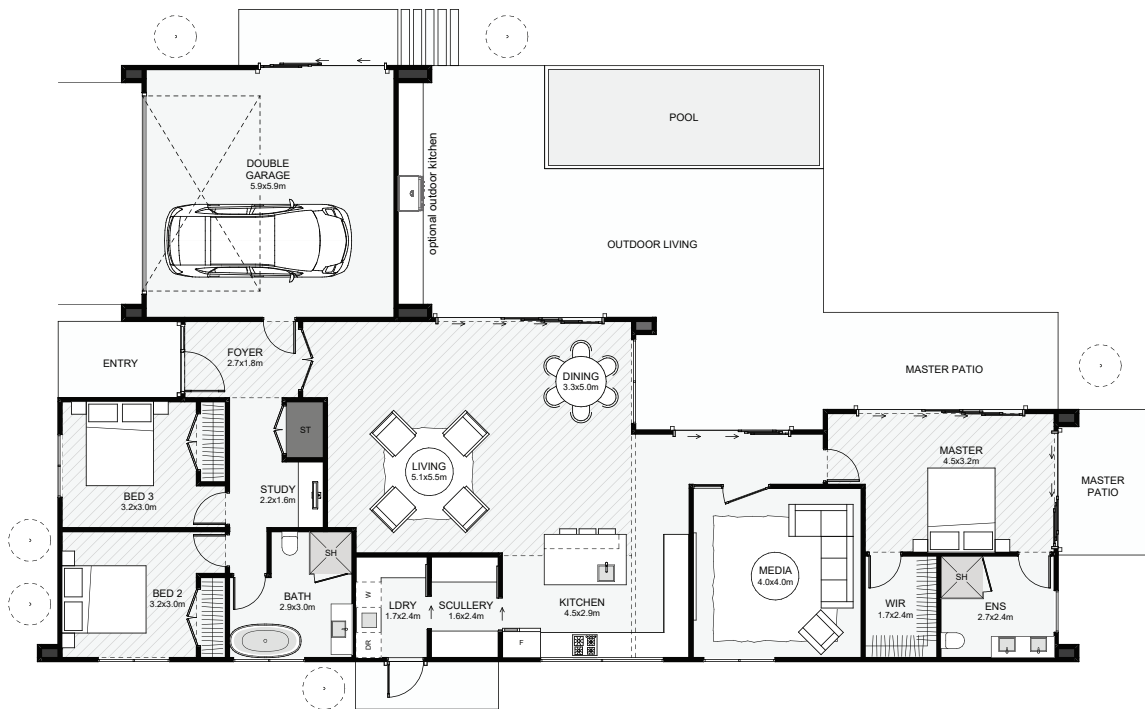 POOL
DOUBLE
GARAGE
5.9x5.9m
optional outdoor kitchen
OUTDOOR LIVING
ENTRY
FOYER
2.7x1.8m
DINING
3.3x5.0m
MASTER PATIO
ST
MASTER
4.5x3.2m
LIVING
5.1x5.5m
MASTER
PATIO
STUDY
2.2x1.6m
BED 3
3.2x3.0m
SH
MEDIA
4.0x4.0m
SH
BED 2
3.2x3.0m
BATH
2.9x3.0m
W
LDRY
1.7x2.4m
SCULLERY
1.6x2.4m
KITCHEN
4.5x2.9m
WIR
1.7x2.4m
ENS
2.7x2.4m
DR
F